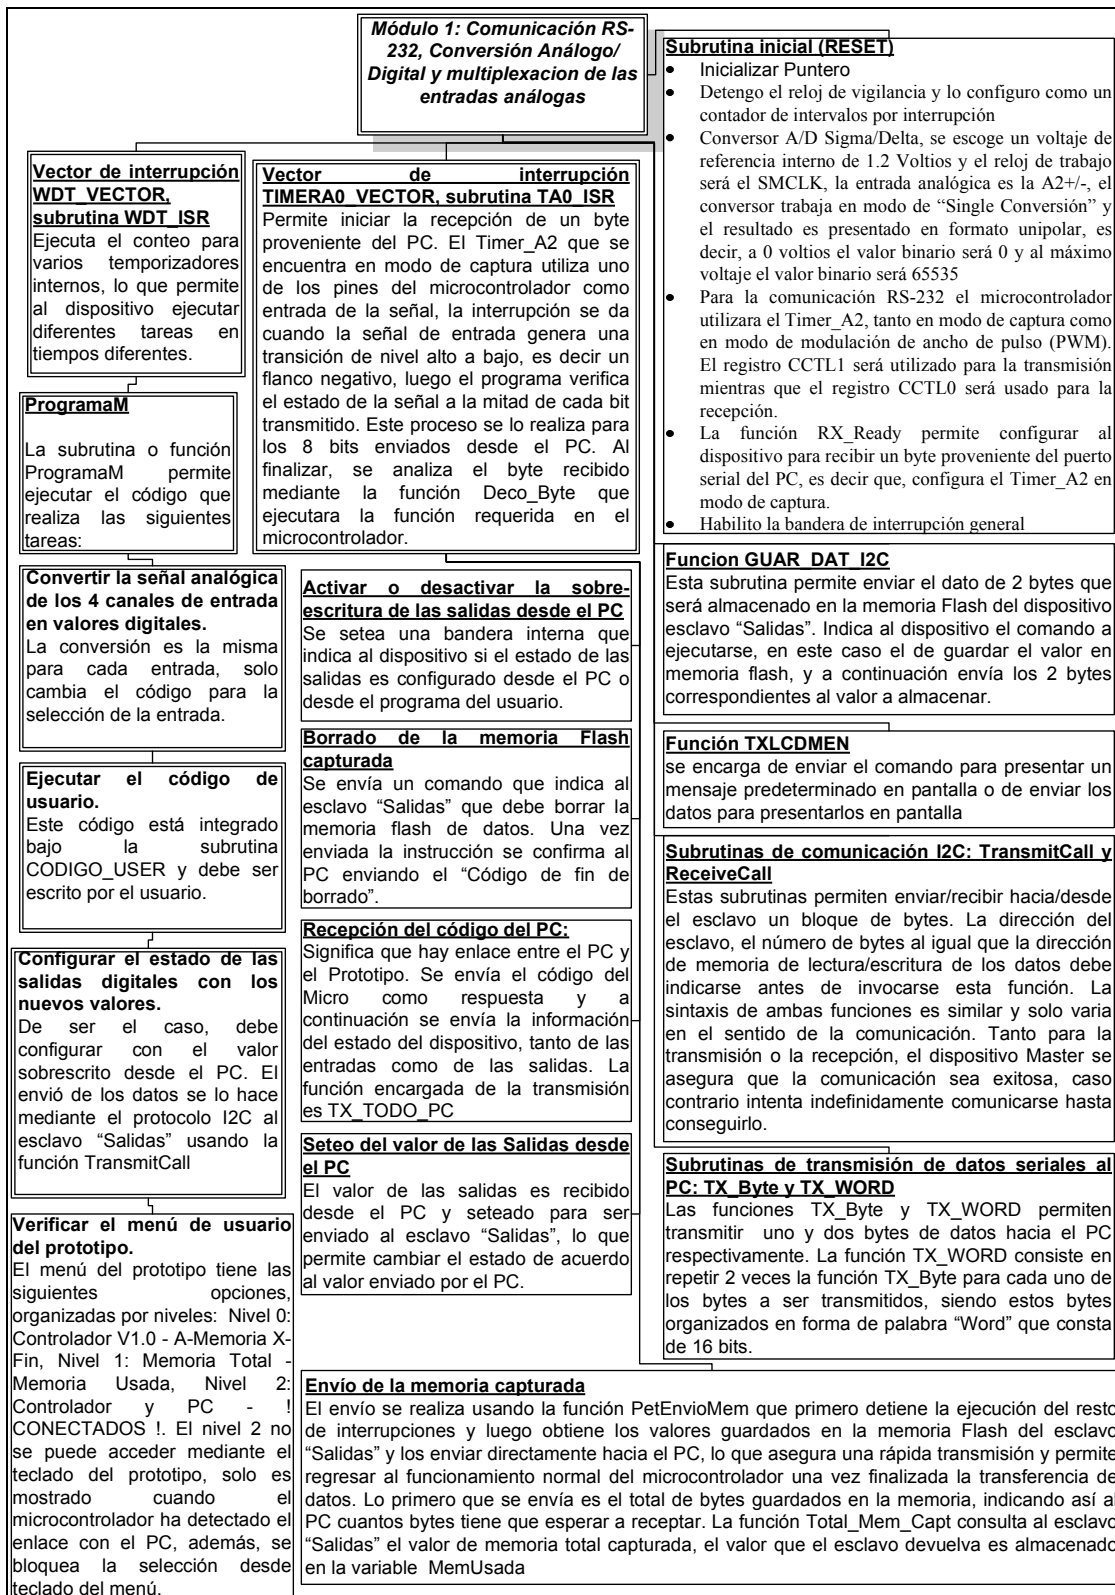 Módulo 1: Comunicación RS-
232, Conversión Análogo/
Digital y multiplexacion de las
entradas análogas
Subrutina inicial (RESET)
• Inicializar Puntero
• Detengo el reloj de vigilancia y lo configuro como un
contador de intervalos por interrupción
• Conversor A/D Sigma/Delta, se escoge un voltaje de
referencia interno de 1.2 Voltios y el reloj de trabajo
será el SMCLK, la entrada analógica es la A2+/-, el
conversor trabaja en modo de “Single Conversión” y
el resultado es presentado en formato unipolar, es
decir, a 0 voltios el valor binario será 0 y al máximo
voltaje el valor binario será 65535
• Para la comunicación RS-232 el microcontrolador
utilizara el Timer_A2, tanto en modo de captura como
en modo de modulación de ancho de pulso (PWM).
El registro CCTL1 será utilizado para la transmisión
mientras que el registro CCTL0 será usado para la
recepción.
• La función RX_Ready permite configurar al
dispositivo para recibir un byte proveniente del puerto
serial del PC, es decir que, configura el Timer_A2 en
modo de captura.
• Habilito la bandera de interrupción general
Vector de interrupción
WDT_VECTOR,
subrutina WDT_ISR
Ejecuta el conteo para
varios temporizadores
internos, lo que permite
al dispositivo ejecutar
diferentes tareas en
tiempos diferentes.
Vector de interrupción
TIMERA0_VECTOR, subrutina TA0_ISR
Permite iniciar la recepción de un byte
proveniente del PC. El Timer_A2 que se
encuentra en modo de captura utiliza uno
de los pines del microcontrolador como
entrada de la señal, la interrupción se da
cuando la señal de entrada genera una
transición de nivel alto a bajo, es decir un
flanco negativo, luego el programa verifica
el estado de la señal a la mitad de cada bit
transmitido. Este proceso se lo realiza para
los 8 bits enviados desde el PC. Al
finalizar, se analiza el byte recibido
mediante la función Deco_Byte que
ejecutara la función requerida en el
microcontrolador.
ProgramaM
La subrutina o función
ProgramaM permite
ejecutar el código que
realiza las siguientes
tareas:
Convertir la señal analógica
de los 4 canales de entrada
en valores digitales.
La conversión es la misma
para cada entrada, solo
cambia el código para la
selección de la entrada.
Ejecutar el código de
usuario.
Este código está integrado
bajo la subrutina
CODIGO_USER y debe ser
escrito por el usuario.
Configurar el estado de las
salidas digitales con los
nuevos valores.
De ser el caso, debe
configurar con el valor
sobrescrito desde el PC. El
envió de los datos se lo hace
mediante el protocolo I2C al
esclavo “Salidas” usando la
función TransmitCall
Verificar el menú de usuario
del prototipo.
El menú del prototipo tiene las
siguientes opciones,
organizadas por niveles: Nivel 0:
Controlador V1.0 - A-Memoria X-
Fin, Nivel 1: Memoria Total -
Memoria Usada, Nivel 2:
Controlador y PC - !
CONECTADOS !. El nivel 2 no
se puede acceder mediante el
teclado del prototipo, solo es
mostrado cuando el
microcontrolador ha detectado el
enlace con el PC, además, se
bloquea la selección desde
teclado del menú.
Activar o desactivar la sobre-
escritura de las salidas desde el PC
Se setea una bandera interna que
indica al dispositivo si el estado de las
salidas es configurado desde el PC o
desde el programa del usuario.
Borrado de la memoria Flash
capturada
Se envía un comando que indica al
esclavo “Salidas” que debe borrar la
memoria flash de datos. Una vez
enviada la instrucción se confirma al
PC enviando el “Código de fin de
borrado”.
Recepción del código del PC:
Significa que hay enlace entre el PC y
el Prototipo. Se envía el código del
Micro como respuesta y a
continuación se envía la información
del estado del dispositivo, tanto de las
entradas como de las salidas. La
función encargada de la transmisión
es TX_TODO_PC
Seteo del valor de las Salidas desde
el PC
El valor de las salidas es recibido
desde el PC y seteado para ser
enviado al esclavo “Salidas”, lo que
permite cambiar el estado de acuerdo
al valor enviado por el PC.
Funcion GUAR_DAT_I2C
Esta subrutina permite enviar el dato de 2 bytes que
será almacenado en la memoria Flash del dispositivo
esclavo “Salidas”. Indica al dispositivo el comando a
ejecutarse, en este caso el de guardar el valor en
memoria flash, y a continuación envía los 2 bytes
correspondientes al valor a almacenar.
Función TXLCDMEN
se encarga de enviar el comando para presentar un
mensaje predeterminado en pantalla o de enviar los
datos para presentarlos en pantalla
Subrutinas de comunicación I2C: TransmitCall y
ReceiveCall
Estas subrutinas permiten enviar/recibir hacia/desde
el esclavo un bloque de bytes. La dirección del
esclavo, el número de bytes al igual que la dirección
de memoria de lectura/escritura de los datos debe
indicarse antes de invocarse esta función. La
sintaxis de ambas funciones es similar y solo varia
en el sentido de la comunicación. Tanto para la
transmisión o la recepción, el dispositivo Master se
asegura que la comunicación sea exitosa, caso
contrario intenta indefinidamente comunicarse hasta
conseguirlo.
Subrutinas de transmisión de datos seriales al
PC: TX_Byte y TX_WORD
Las funciones TX_Byte y TX_WORD permiten
transmitir uno y dos bytes de datos hacia el PC
respectivamente. La función TX_WORD consiste en
repetir 2 veces la función TX_Byte para cada uno de
los bytes a ser transmitidos, siendo estos bytes
organizados en forma de palabra “Word” que consta
de 16 bits.
Envío de la memoria capturada
El envío se realiza usando la función PetEnvioMem que primero detiene la ejecución del resto
de interrupciones y luego obtiene los valores guardados en la memoria Flash del esclavo
“Salidas” y los enviar directamente hacia el PC, lo que asegura una rápida transmisión y permite
regresar al funcionamiento normal del microcontrolador una vez finalizada la transferencia de
datos. Lo primero que se envía es el total de bytes guardados en la memoria, indicando así al
PC cuantos bytes tiene que esperar a receptar. La función Total_Mem_Capt consulta al esclavo
“Salidas” el valor de memoria total capturada, el valor que el esclavo devuelva es almacenado
en la variable MemUsada